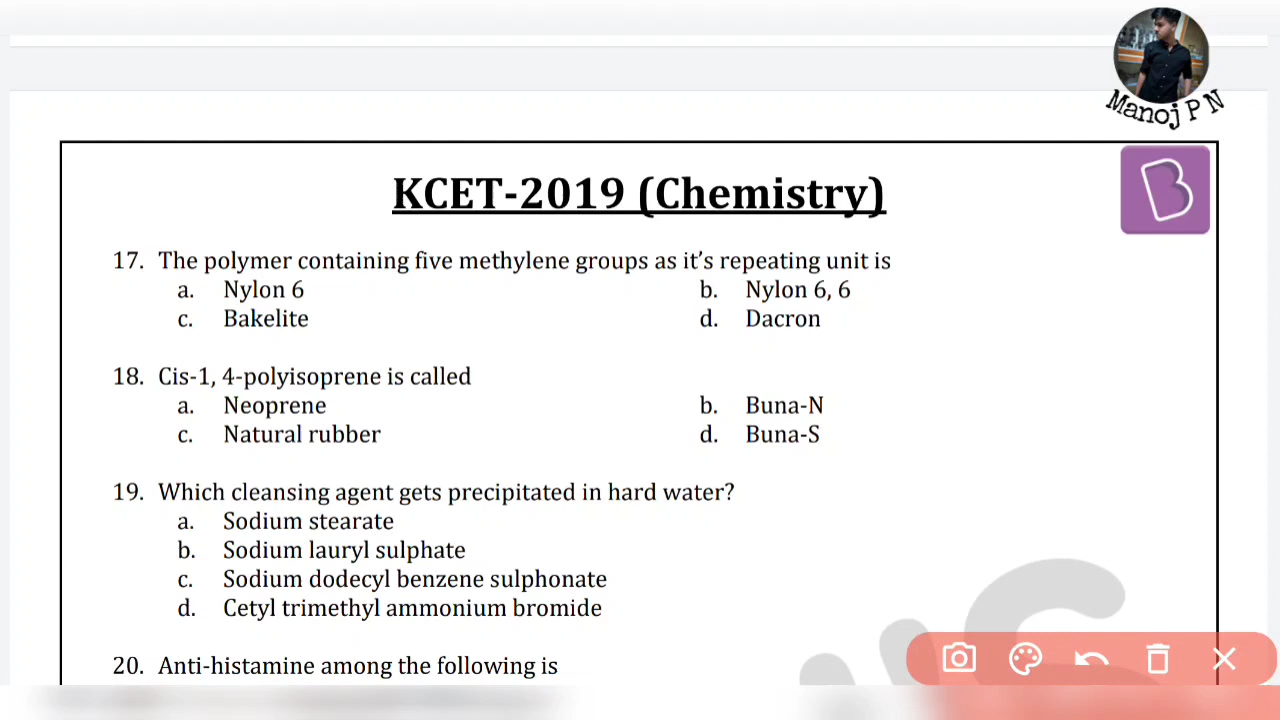 Manoj P N
B
KCET-2019 (Chemistry)
17. The polymer containing five methylene groups as it's repeating unit is
a. Nylon 6 b. Nylon 6, 6
c. Bakelite d. Dacron
18. Cis-1, 4-polyisoprene is called
a. Neoprene b. Buna-N
c. Natural rubber d. Buna-S
19. Which cleansing agent gets precipitated in hard water?
a. Sodium stearate
b. Sodium lauryl sulphate
c. Sodium dodecyl benzene sulphonate
d. Cetyl trimethyl ammonium bromide
20. Anti-histamine among the following is